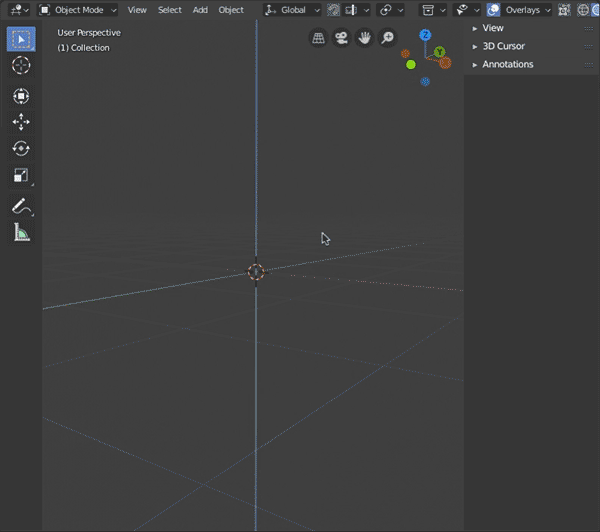 Object Mode View Select Add Object Global Overlays
User Perspective
(1) Collection
Z
Y
View
3D Cursor
Annotations